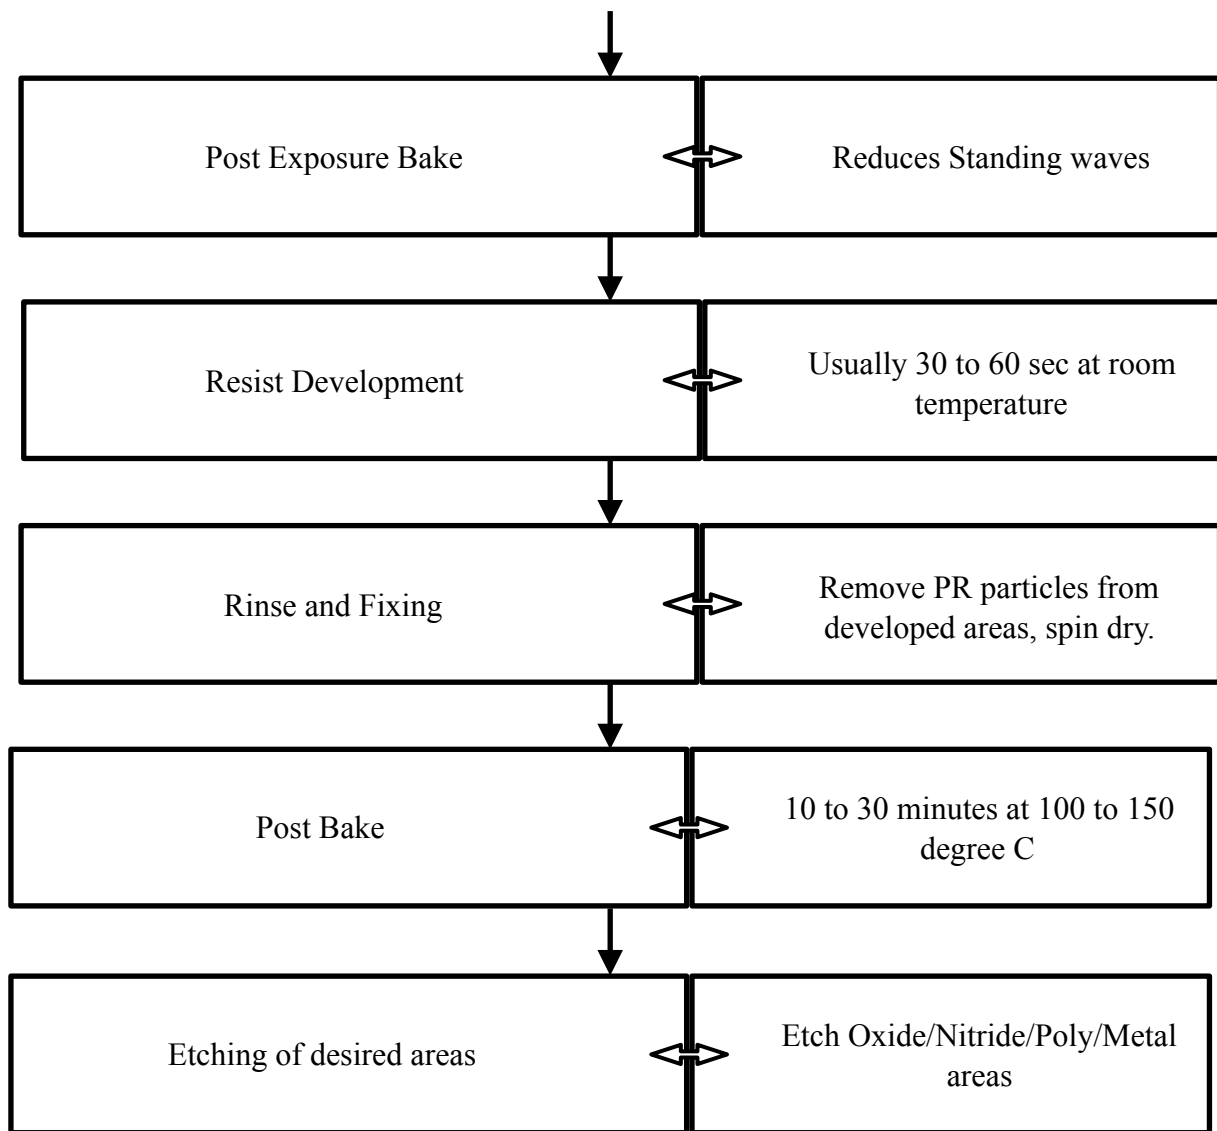 Post Exposure Bake
Reduces Standing waves
Resist Development
Usually 30 to 60 sec at room
temperature
Rinse and Fixing
Remove PR particles from
developed areas, spin dry.
Post Bake
10 to 30 minutes at 100 to 150
degree C
Etching of desired areas
Etch Oxide/Nitride/Poly/Metal
areas